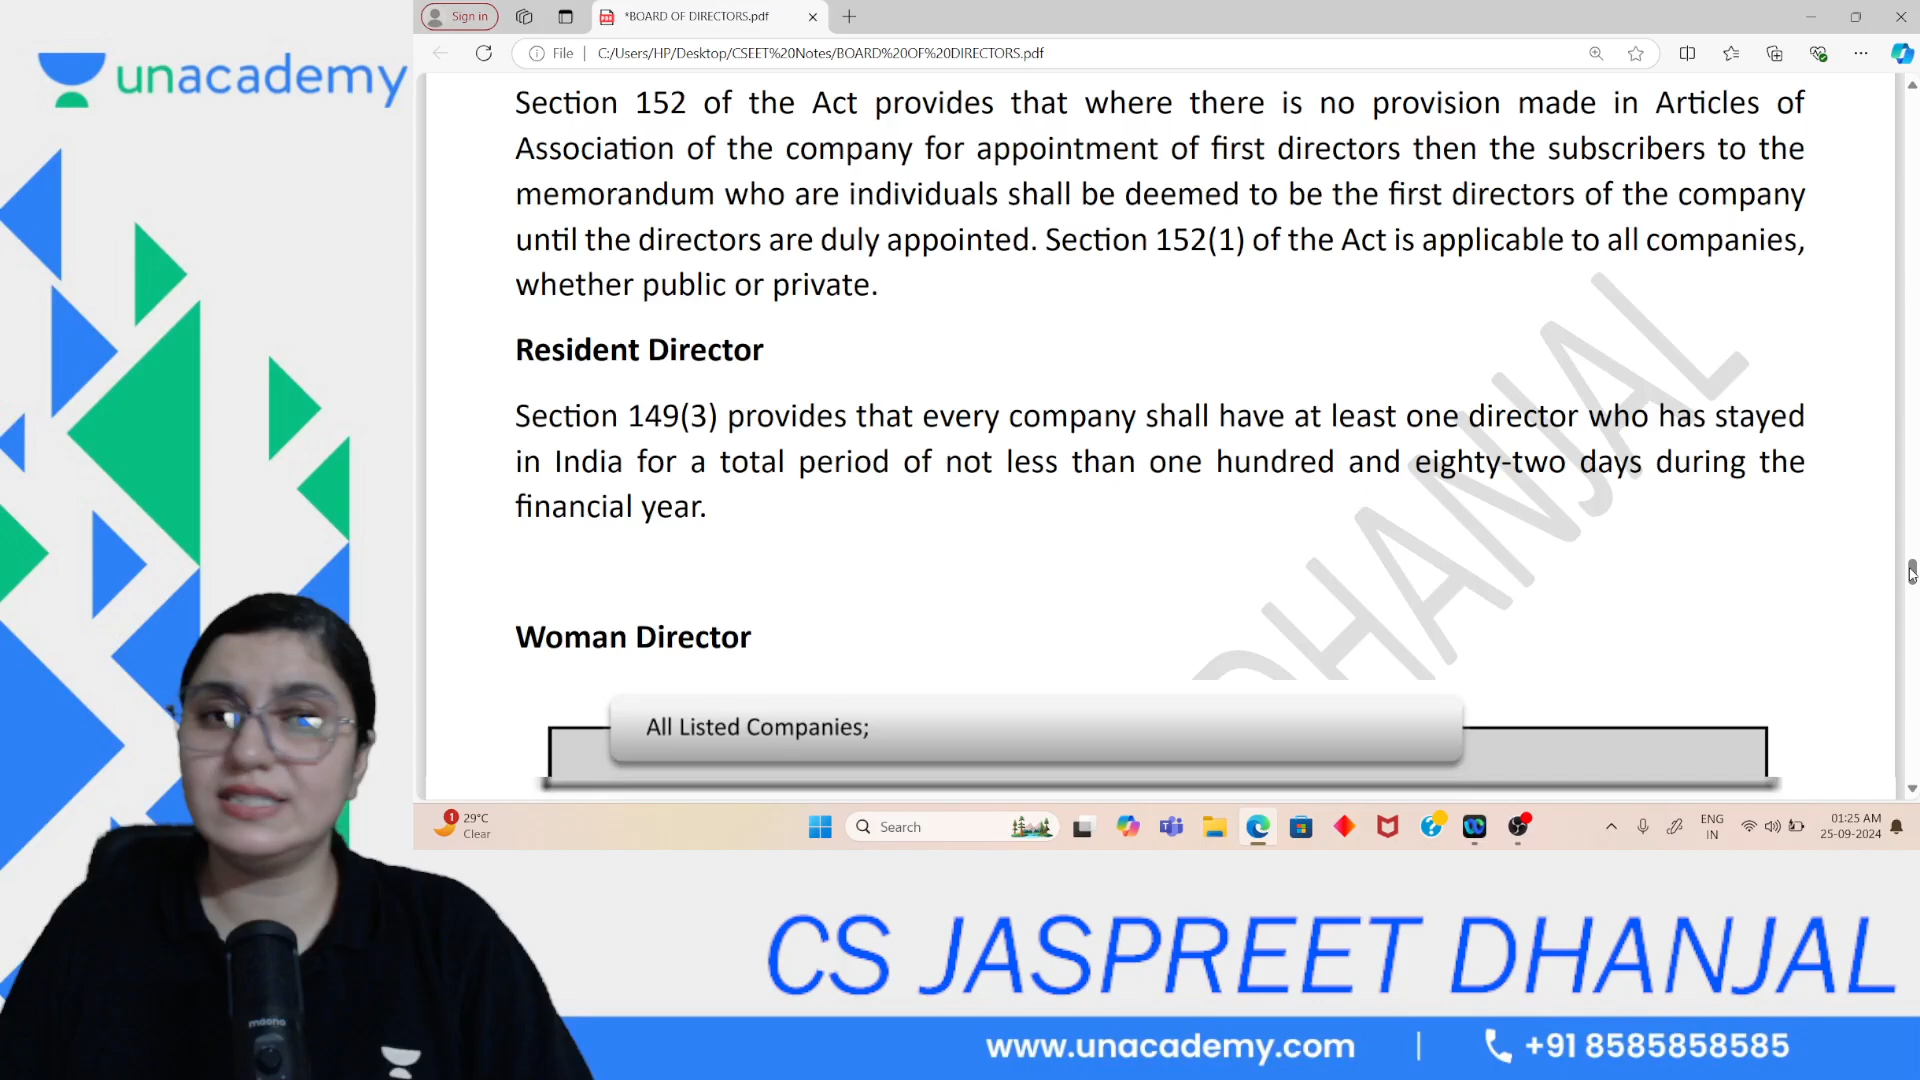 unacademy
Sign in
*BOARD OF DIRECTORS.pdf
File
C:/Users/HP/Desktop/CSEET%20Notes/BOARD%20OF%20DIRECTORS.pdf
Section 152 of the Act provides that where there is no provision made in Articles of
Association of the company for appointment of first directors then the subscribers to the
memorandum who are individuals shall be deemed to be the first directors of the company
until the directors are duly appointed. Section 152(1) of the Act is applicable to all companies,
whether public or private.
Resident Director
Section 149(3) provides that every company shall have at least one director who has stayed
in India for a total period of not less than one hundred and eighty-two days during the
financial year.
DHANJAL
Woman Director
All Listed Companies;
1
29°C
Clear
Search
ENG
IN
01:25 AM
25-09-2024
maono
CS JASPREET DHANJAL
www.unacademy.com | +91 8585858585